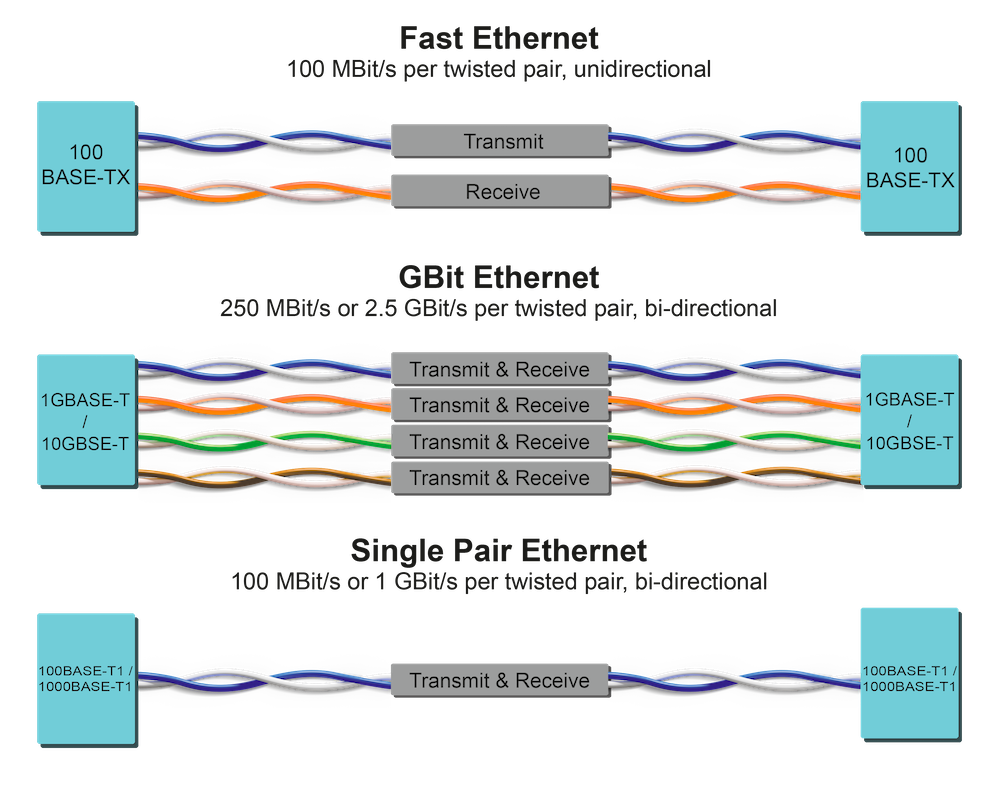 Fast Ethernet
100 MBit/s per twisted pair, unidirectional
100
BASE-TX
Transmit
Receive
100
BASE-TX
GBit Ethernet
250 MBit/s or 2.5 GBit/s per twisted pair, bi-directional
1GBASE-T
/
10GBSE-T
Transmit & Receive
Transmit & Receive
Transmit & Receive
Transmit & Receive
1GBASE-T
/
10GBSE-T
Single Pair Ethernet
100 MBit/s or 1 GBit/s per twisted pair, bi-directional
100BASE-T1 /
1000BASE-T1
Transmit & Receive
100BASE-T1 /
1000BASE-T1